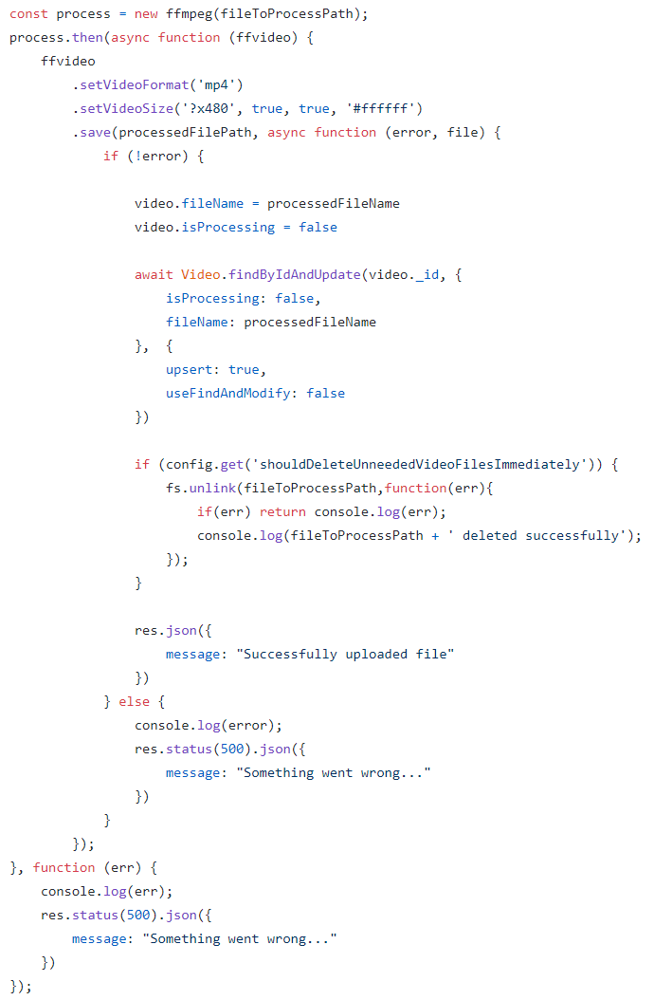 const process = new ffmpeg(fileToProcessPath);
process.then(async function (ffvideo) {
    ffvideo
        .setVideoFormat('mp4')
        .setVideoSize('?x480', true, true, '#ffffff')
        .save(processedFilePath, async function (error, file) {
            if (!error) {

                video.fileName = processedFileName
                video.isProcessing = false

                await Video.findByIdAndUpdate(video._id, {
                    isProcessing: false,
                    fileName: processedFileName
                },  {
                    upsert: true,
                    useFindAndModify: false
                })

                if (config.get('shouldDeleteUnneededVideoFilesImmediately')) {
                    fs.unlink(fileToProcessPath,function(err){
                        if(err) return console.log(err);
                        console.log(fileToProcessPath + ' deleted successfully');
                    });
                }

                res.json({
                    message: "Successfully uploaded file"
                })
            } else {
                console.log(error);
                res.status(500).json({
                    message: "Something went wrong..."
                })
            }
        });
}, function (err) {
    console.log(err);
    res.status(500).json({
        message: "Something went wrong..."
    })
});